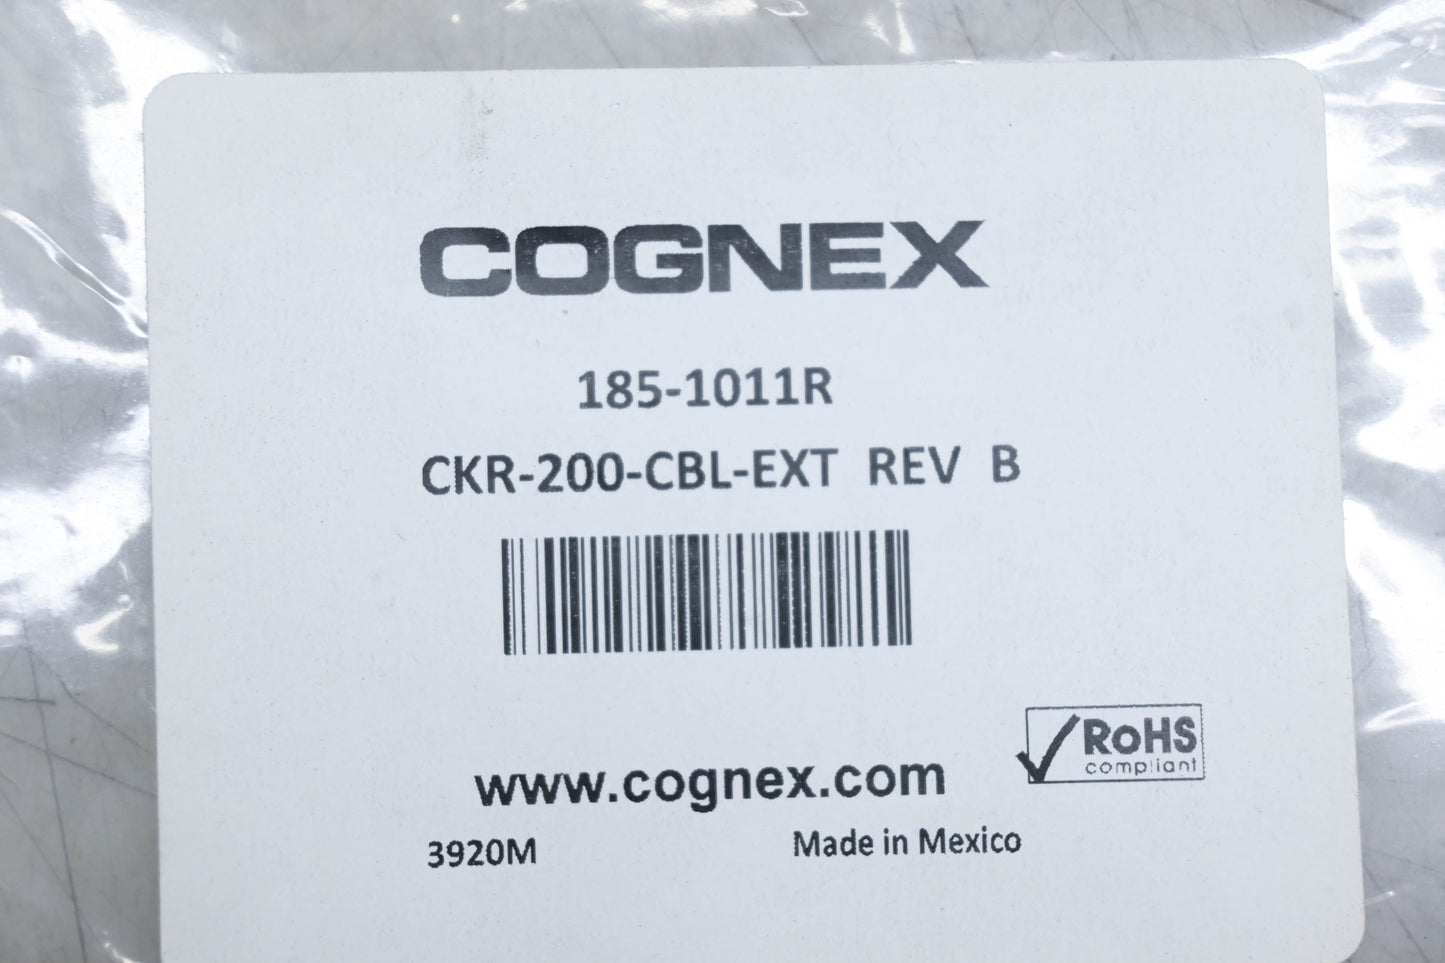 COGNEX
185-1011R
CKR-200-CBL-EXT REV B
RoHS
compliant
www.cognex.com
3920M Made in Mexico